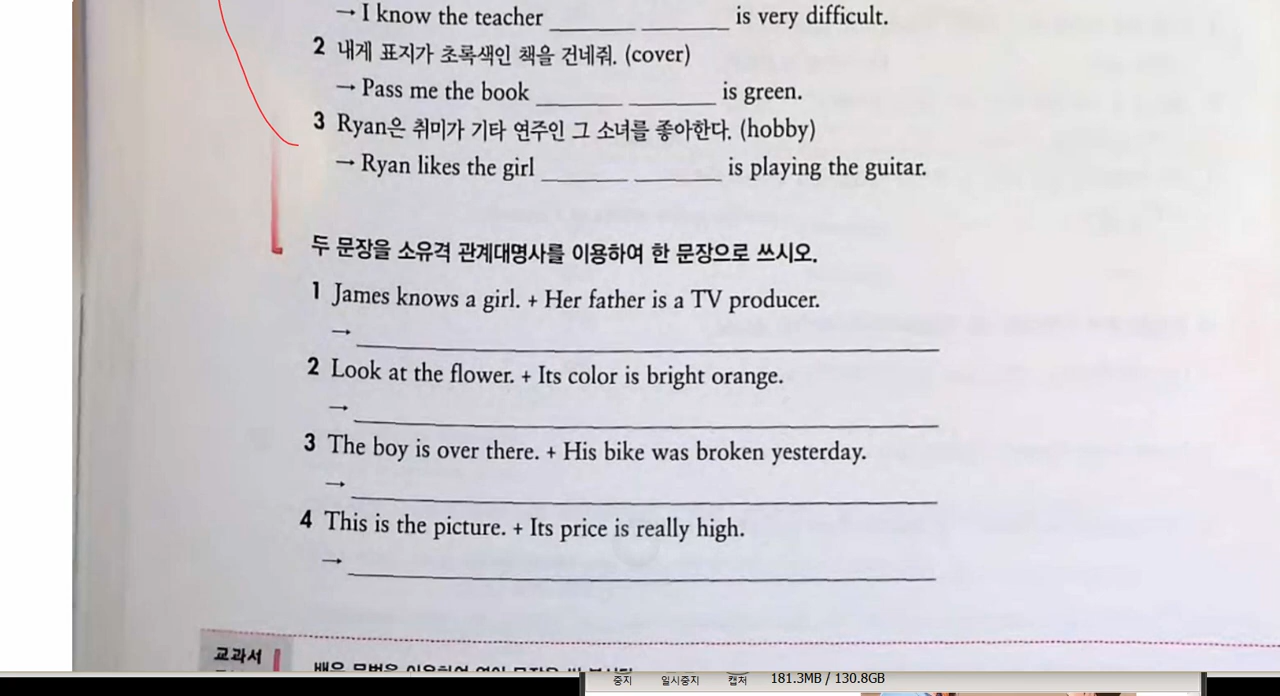 → I know the teacher ________ ________ is very difficult.
2 내게 표지가 초록색인 책을 건네줘. (cover)
→ Pass me the book ________ ________ is green.
3 Ryan은 취미가 기타 연주인 그 소녀를 좋아한다. (hobby)
→ Ryan likes the girl ________ ________ is playing the guitar.
두 문장을 소유격 관계대명사를 이용하여 한 문장으로 쓰시오.
1 James knows a girl. + Her father is a TV producer.
→
2 Look at the flower. + Its color is bright orange.
→
3 The boy is over there. + His bike was broken yesterday.
→
4 This is the picture. + Its price is really high.
→
교과서
중지 일시중지 캡처 181.3MB / 130.8GB